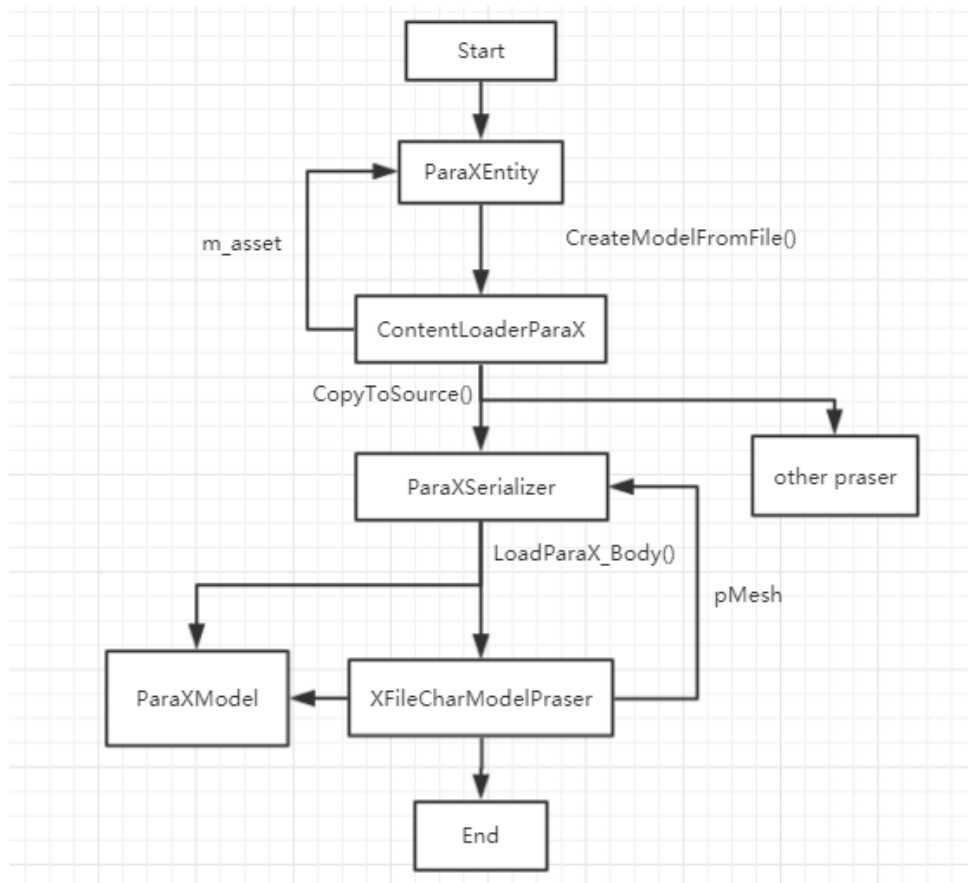 Start
ParaXEntity
m_asset
CreateModelFromFile()
ContentLoaderParaX
CopyToSource()
other praser
ParaXSerializer
LoadParaX_Body()
pMesh
ParaXModel
XFileCharModelPraser
End